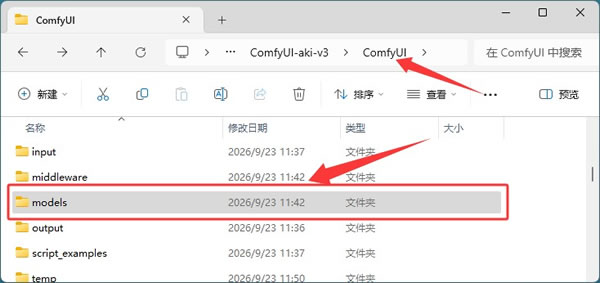 ComfyUI
ComfyUI-aki-v3 ComfyUI 在 ComfyUI 中搜索
新建 排序 查看 预览
名称 修改日期 类型 大小
input 2026/9/23 11:37 文件夹
middleware 2026/9/23 11:42 文件夹
models 2026/9/23 11:42 文件夹
output 2026/9/23 11:36 文件夹
script_examples 2026/9/23 11:37 文件夹
temp 2026/9/23 11:50 文件夹